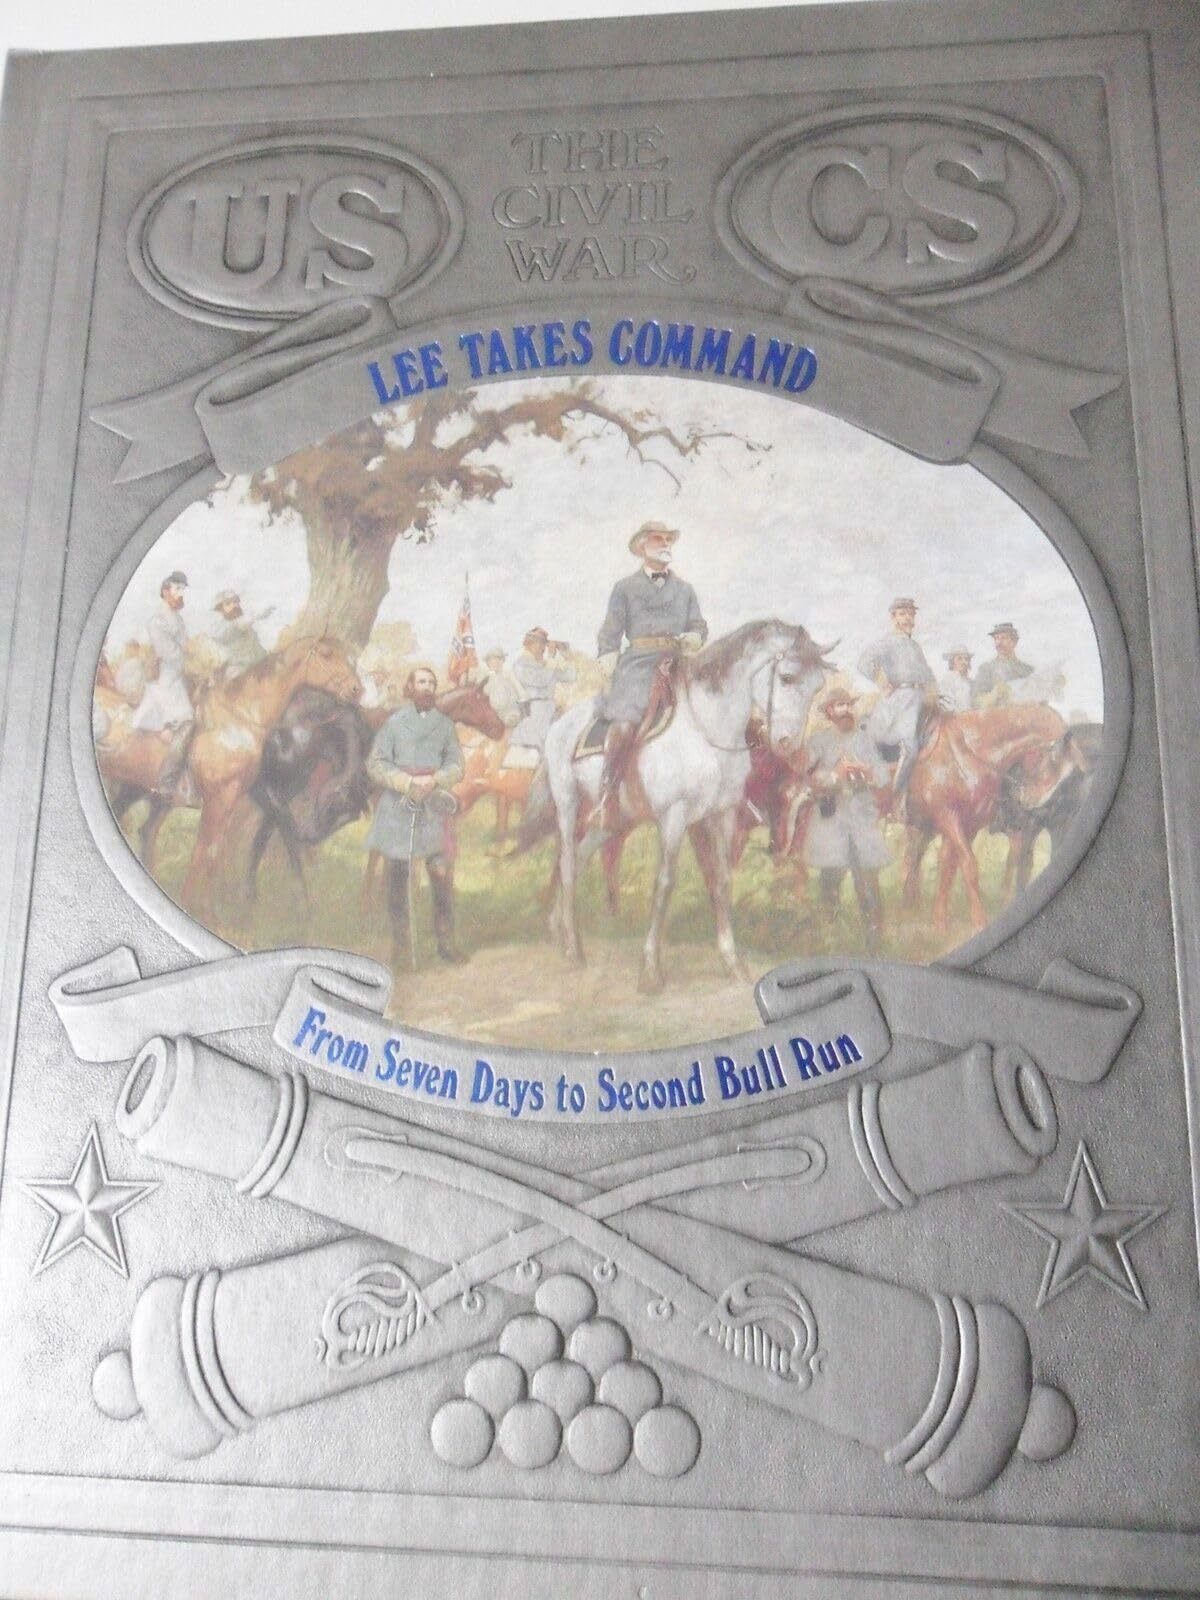 US
THE
CIVIL
WAR
CS
LEE TAKES COMMAND
From Seven Days to Second Bull Run